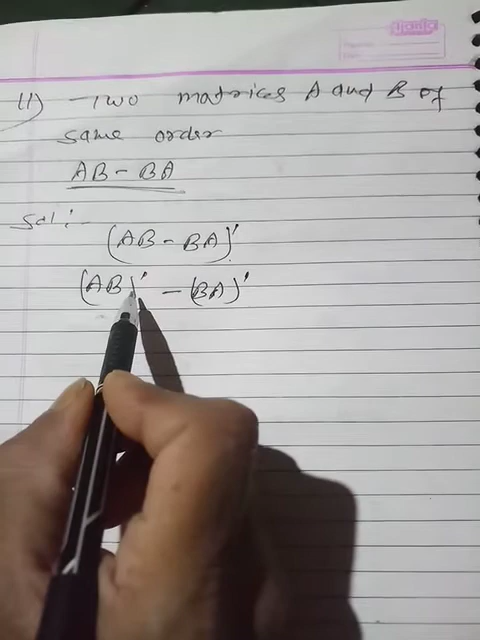 11) Two matrices A and B of
same order
AB - BA
Sol:-
(AB - BA)'
(AB)' - (BA)'